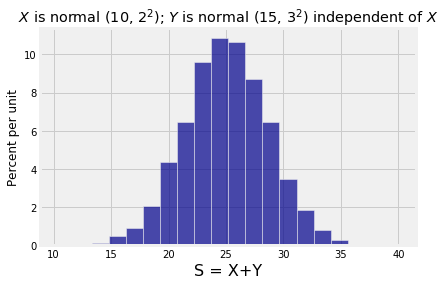 X is normal (10, 2²); Y is normal (15, 3²) independent of X
Percent per unit
10
8
6
4
2
0
10 15 20 25 30 35 40
S = X+Y